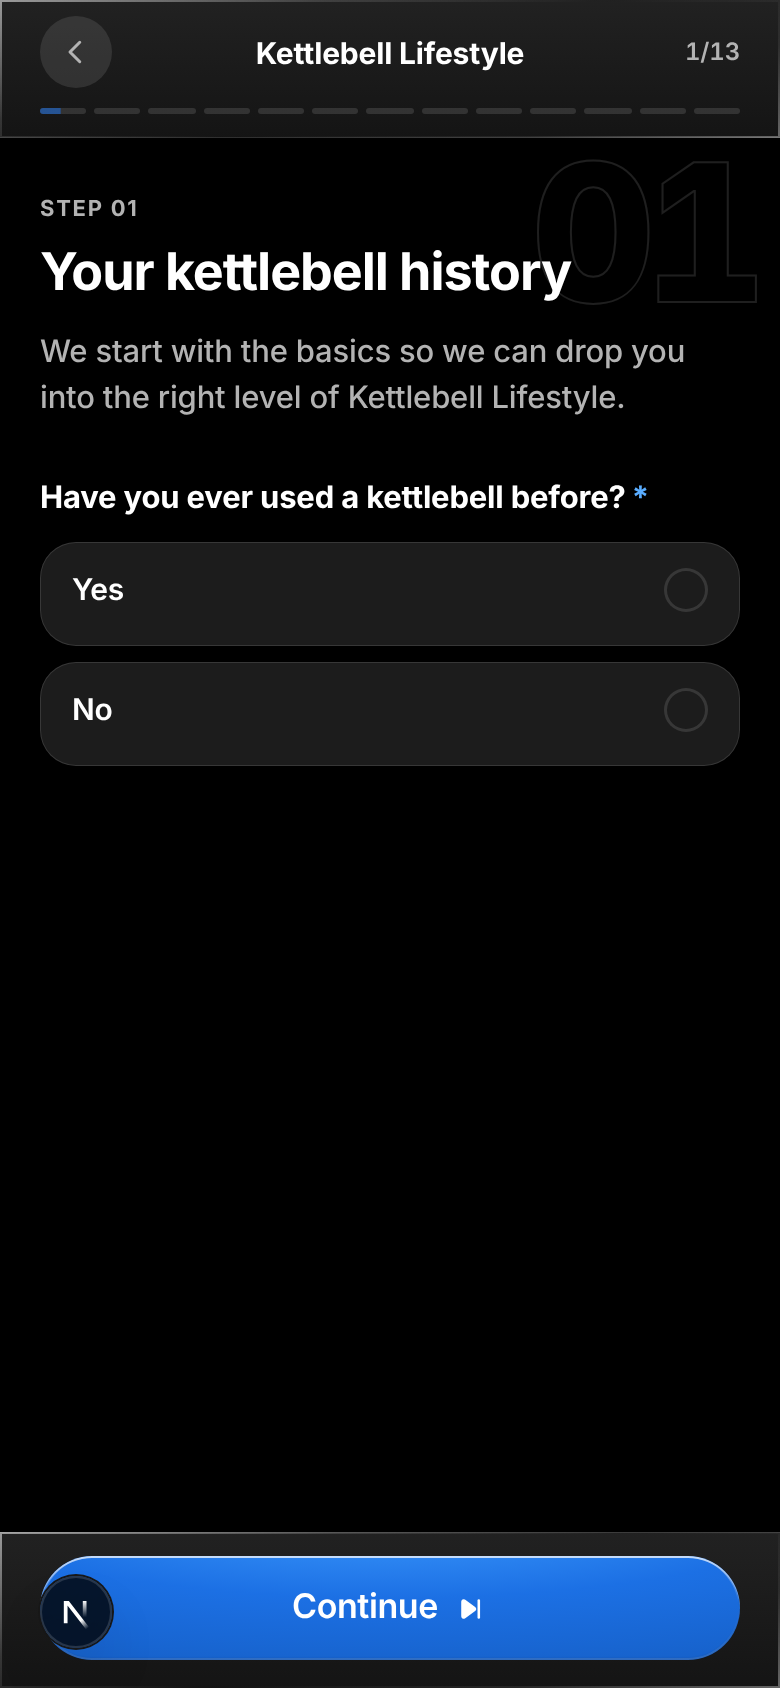 Kettlebell Lifestyle
1/13
01
STEP 01
Your kettlebell history
We start with the basics so we can drop you
into the right level of Kettlebell Lifestyle.
Have you ever used a kettlebell before? *
Yes
No
N
Continue